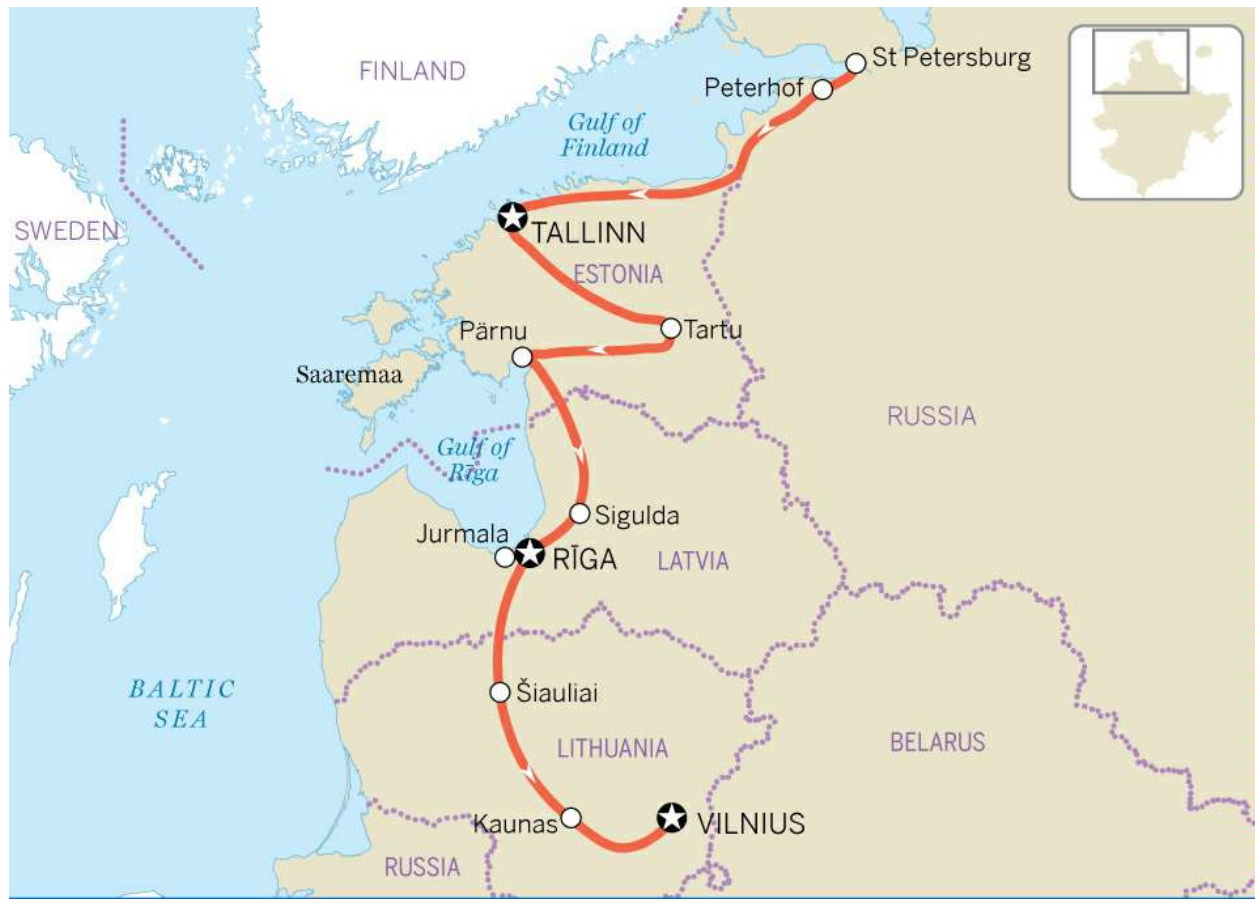 FINLAND
St Petersburg
Peterhof
Gulf of
Finland
SWEDEN
TALLINN
ESTONIA
Pärnu
Tartu
Saaremaa
RUSSIA
Gulf of
Rīga
Sigulda
Jurmala
RĪGA
LATVIA
BALTIC
SEA
Šiauliai
LITHUANIA
BELARUS
Kaunas
VILNIUS
RUSSIA